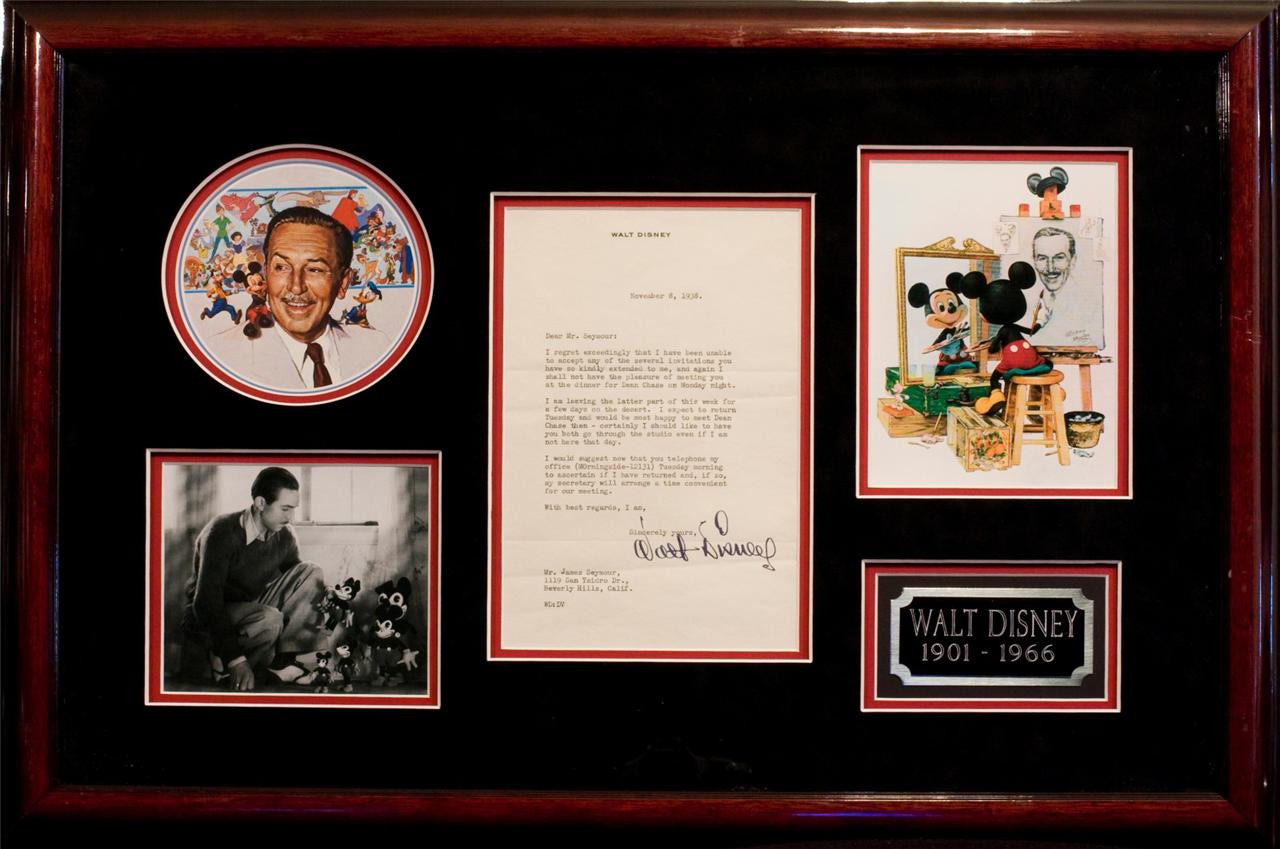 WALT DISNEY
November 8, 1938.
Dear Mr. Seymour:
I regret exceedingly that I have been unable
to accept any of the several invitations you
have so kindly extended to me, and again I
shall not have the pleasure of meeting you
at the dinner for Dean Chase on Monday night.
I am leaving the latter part of this week for
a few days on the desert. I expect to return
Tuesday and would be most happy to meet Dean
Chase then - certainly I should like to have
you both go through the studio even if I am
not here that day.
I would suggest now that you telephone my
office (MOrningside-12131) Tuesday morning
to ascertain if I have returned and, if so,
my secretary will arrange a time convenient
for our meeting.
With best regards, I am,
Sincerely yours,
Walt Disney
Mr. James Seymour,
1119 San Ysidro Dr.,
Beverly Hills, Calif.
WD:DV
WALT DISNEY
1901 - 1966